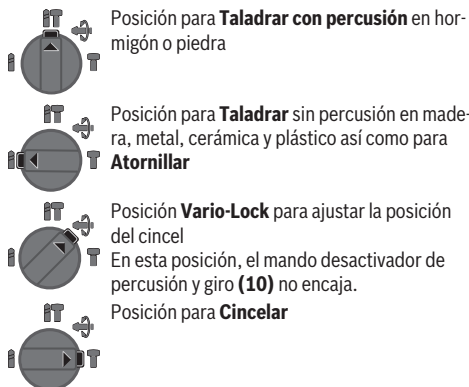 Posición para Taladrar con percusión en hor-
migón o piedra
Posición para Taladrar sin percusión en made-
ra, metal, cerámica y plástico así como para
Atornillar
Posición Vario-Lock para ajustar la posición
del cincel
En esta posición, el mando desactivador de
percusión y giro (10) no encaja.
Posición para Cincelar